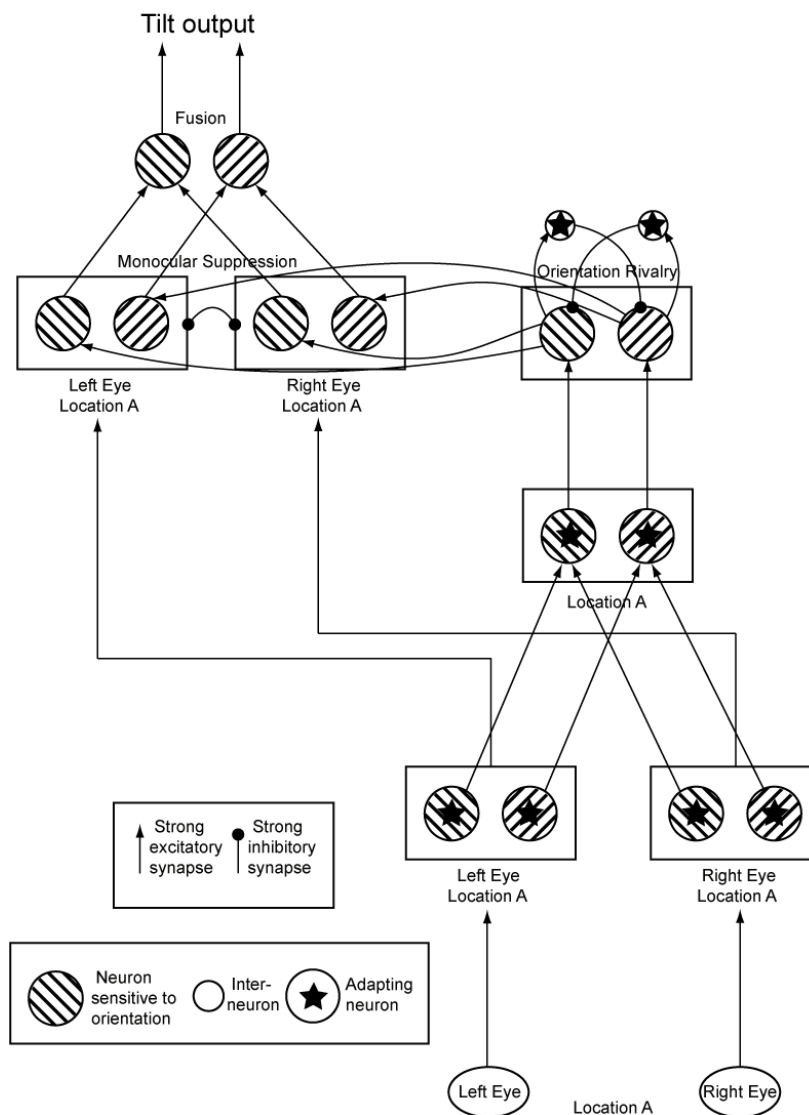 Tilt output
Fusion
Monocular Suppression
Orientation Rivalry
Left Eye
Location A
Right Eye
Location A
Location A
Left Eye
Location A
Right Eye
Location A
Strong
excitatory
synapse
Strong
inhibitory
synapse
Neuron
sensitive to
orientation
Inter-
neuron
Adapting
neuron
Left Eye
Location A
Right Eye